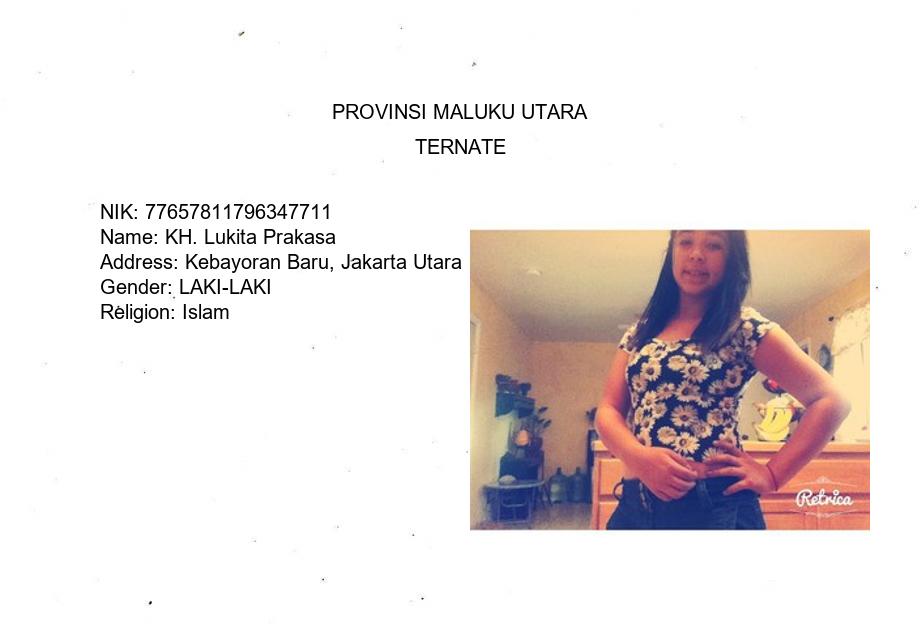 PROVINSI MALUKU UTARA
TERNATE
NIK: 77657811796347711
Name: KH. Lukita Prakasa
Address: Kebayoran Baru, Jakarta Utara
Gender: LAKI-LAKI
Religion: Islam
Retrica